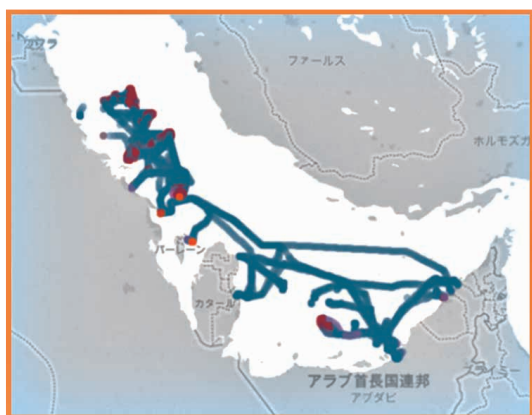 ファールス
ホルモズガ
バーレーン
カタール
アラブ首長国連邦
アブダビ